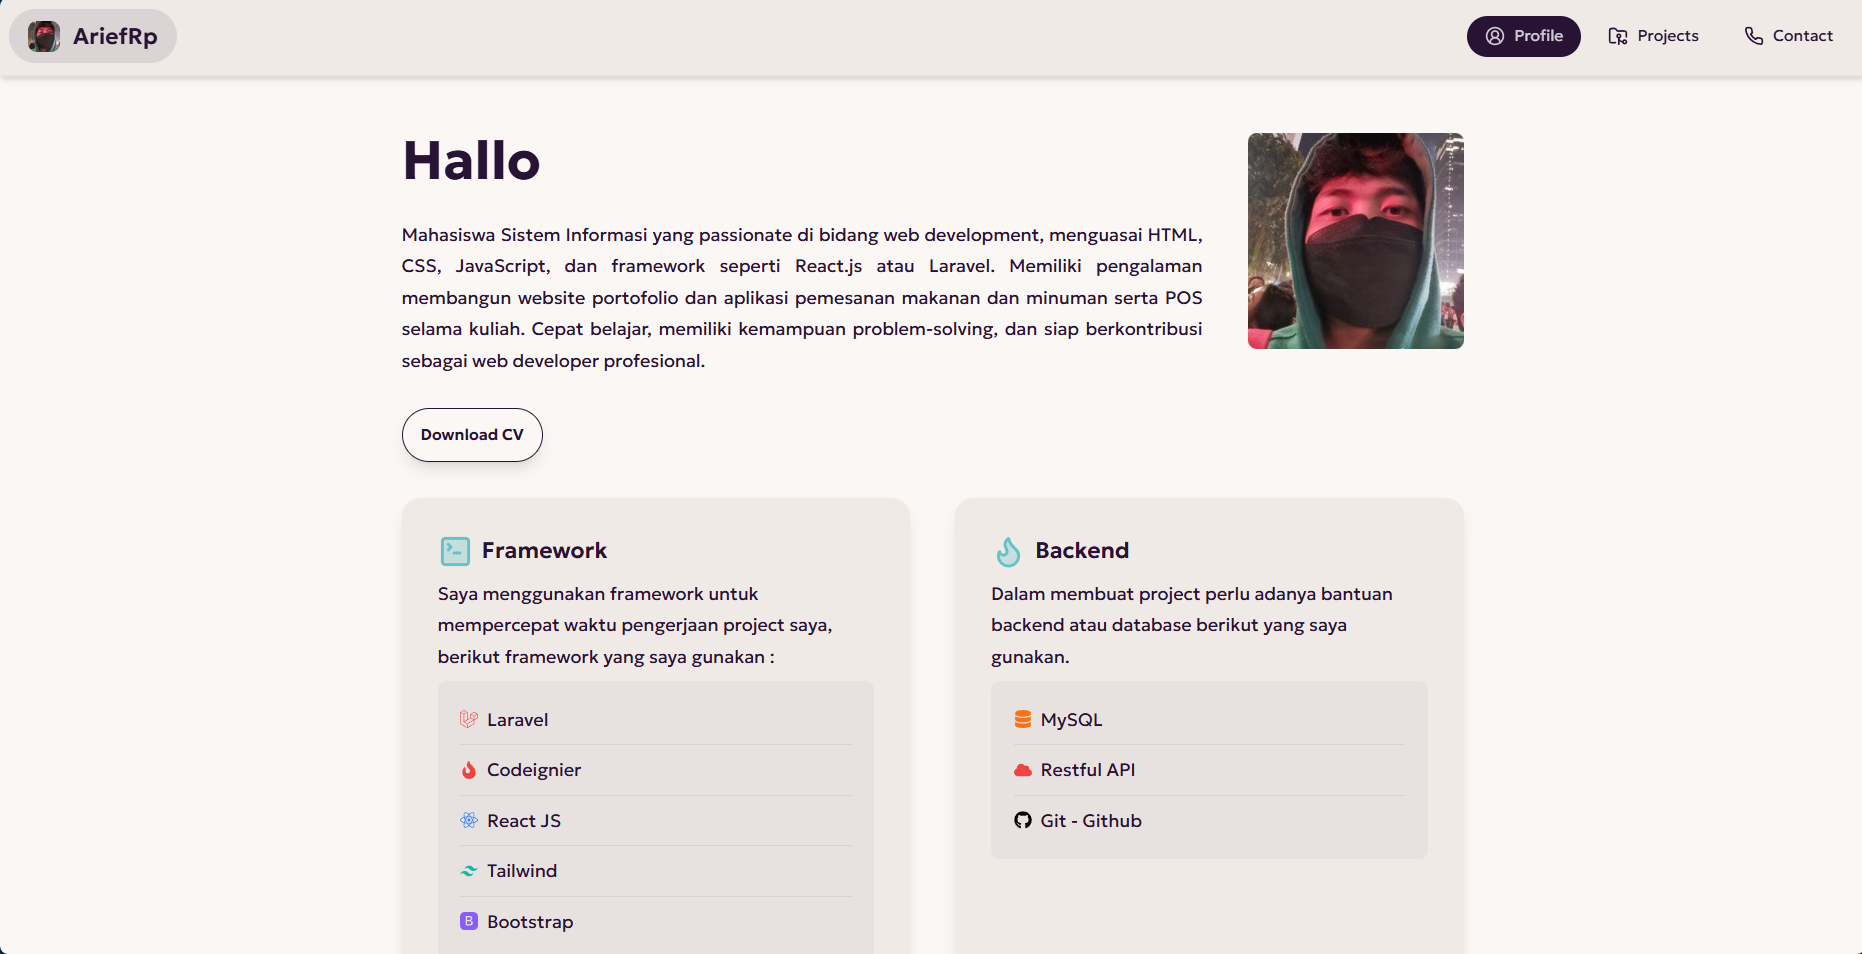 AriefRp
Profile
Projects
Contact
Hallo
Mahasiswa Sistem Informasi yang passionate di bidang web development, menguasai HTML,
CSS, JavaScript, dan framework seperti React.js atau Laravel. Memiliki pengalaman
membangun website portofolio dan aplikasi pemesanan makanan dan minuman serta POS
selama kuliah. Cepat belajar, memiliki kemampuan problem-solving, dan siap berkontribusi
sebagai web developer profesional.
Download CV
Framework
Saya menggunakan framework untuk
mempercepat waktu pengerjaan project saya,
berikut framework yang saya gunakan :
Laravel
Codeignier
React JS
Tailwind
Bootstrap
Backend
Dalam membuat project perlu adanya bantuan
backend atau database berikut yang saya
gunakan.
MySQL
Restful API
Git - Github